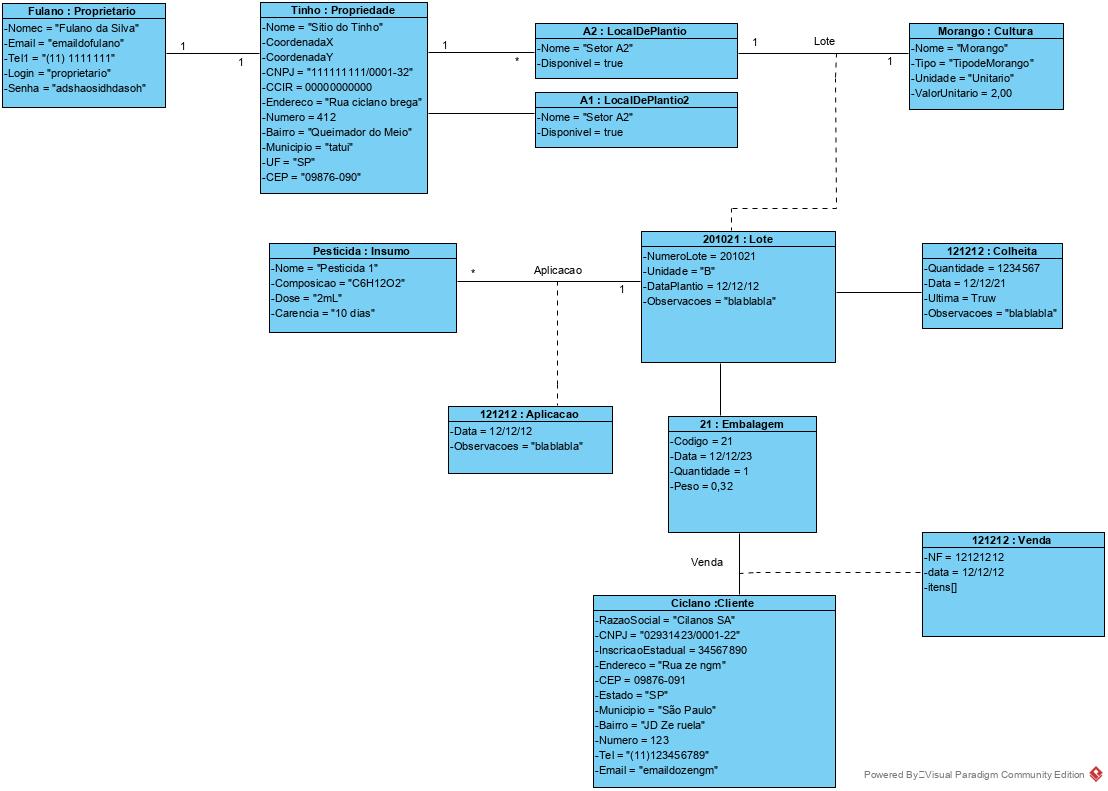 Fulano : Proprietario
-Nomec = "Fulano da Silva"
-Email = "emaildofulano"
-Tel1 = "(11) 1111111"
-Login = "proprietario"
-Senha = "adshaosidhdasoh"
1
1
Tinho : Propriedade
-Nome = "Sitio do Tinho"
-CoordenadaX
-CoordenadaY
-CNPJ = "111111111/0001-32"
-CCIR = 00000000000
-Endereco = "Rua ciclano brega"
-Numero = 412
-Bairro = "Queimador do Meio"
-Municipio = "tatuí"
-UF = "SP"
-CEP = "09876-090"
1
*
A2 : LocalDePlantio
-Nome = "Setor A2"
-Disponivel = true
A1 : LocalDePlantio2
-Nome = "Setor A2"
-Disponivel = true
1
Lote
1
Morango : Cultura
-Nome = "Morango"
-Tipo = "TipodeMorango"
-Unidade = "Unitario"
-ValorUnitario = 2,00
Pesticida : Insumo
-Nome = "Pesticida 1"
-Composicao = "C6H12O2"
-Dose = "2mL"
-Carencia = "10 dias"
*
Aplicacao
1
201021 : Lote
-NumeroLote = 201021
-Unidade = "B"
-DataPlantio = 12/12/12
-Observacoes = "blablabla"
121212 : Colheita
-Quantidade = 1234567
-Data = 12/12/21
-Ultima = Truw
-Observacoes = "blablabla"
121212 : Aplicacao
-Data = 12/12/12
-Observacoes = "blablabla"
21 : Embalagem
-Codigo = 21
-Data = 12/12/23
-Quantidade = 1
-Peso = 0,32
Venda
121212 : Venda
-NF = 12121212
-data = 12/12/12
-itens[]
Ciclano :Cliente
-RazaoSocial = "Cilanos SA"
-CNPJ = "02931423/0001-22"
-InscricaoEstadual = 34567890
-Endereco = "Rua ze ngm"
-CEP = 09876-091
-Estado = "SP"
-Municipio = "São Paulo"
-Bairro = "JD Ze ruela"
-Numero = 123
-Tel = "(11)123456789"
-Email = "emaildozengm"
Powered By Visual Paradigm Community Edition